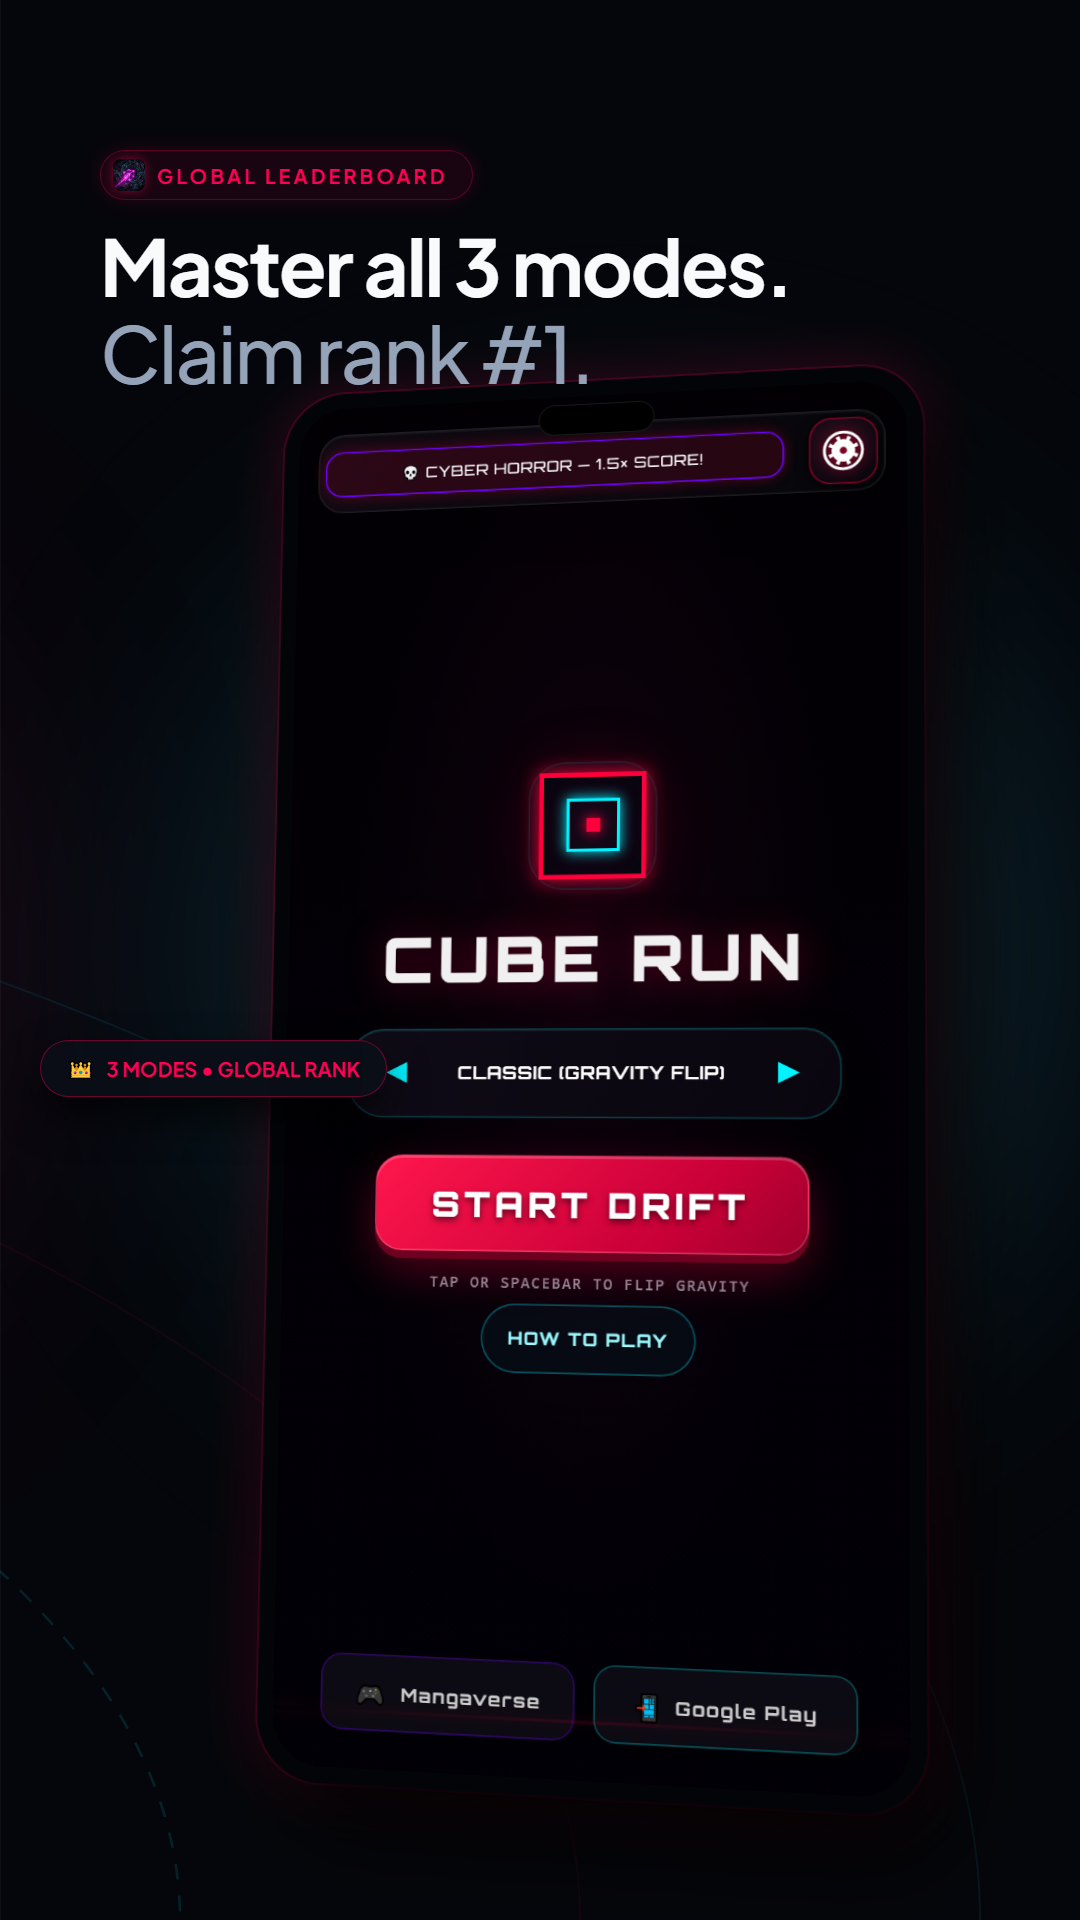 GLOBAL LEADERBOARD
Master all 3 modes.
Claim rank #1.
💀 CYBER HORROR — 1.5x SCORE!
CUBE RUN
👑 3 MODES • GLOBAL RANK
◀ CLASSIC (GRAVITY FLIP) ▶
START DRIFT
TAP OR SPACEBAR TO FLIP GRAVITY
HOW TO PLAY
🎮 Mangaverse
📲 Google Play